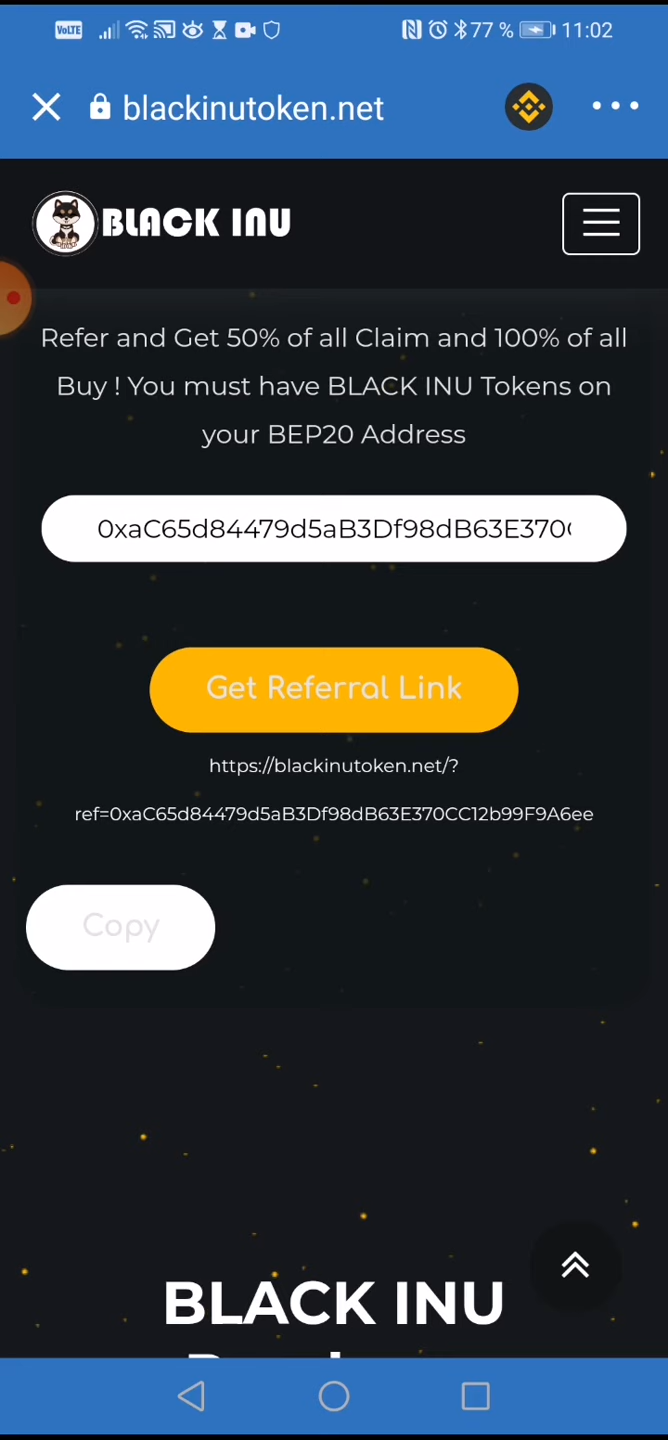 VoLTE 77 % 11:02
blackinutoken.net
BLACK INU
Refer and Get 50% of all Claim and 100% of all
Buy ! You must have BLACK INU Tokens on
your BEP20 Address
0xaC65d84479d5aB3Df98dB63E370C
Get Referral Link
https://blackinutoken.net/?
ref=0xaC65d84479d5aB3Df98dB63E370CC12b99F9A6ee
Copy
BLACK INU